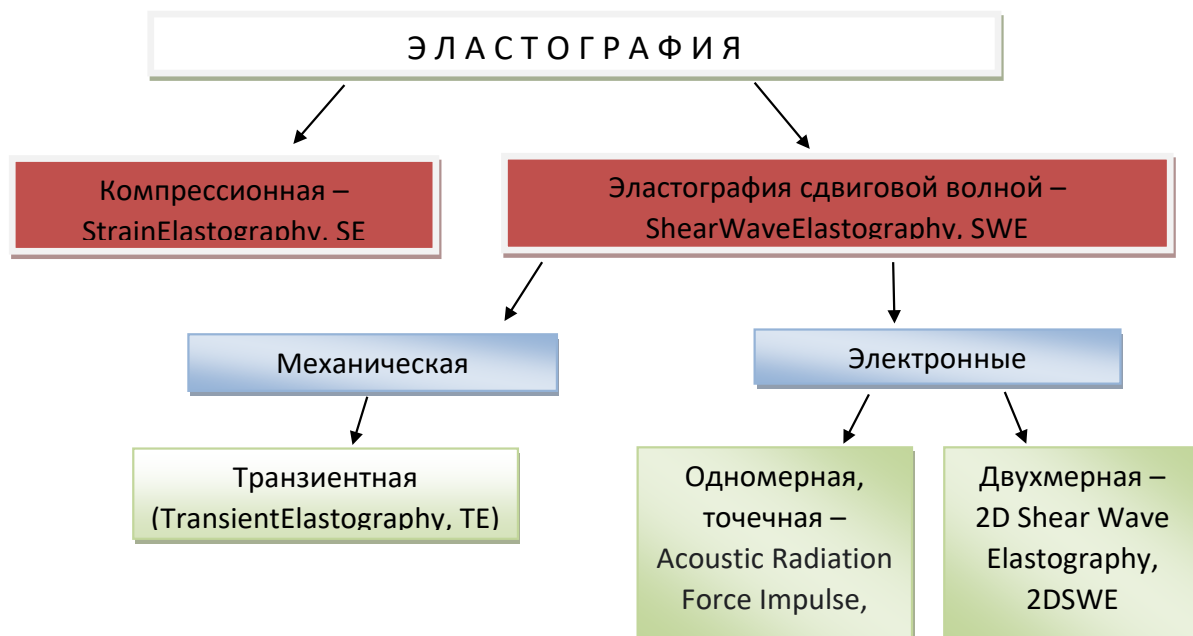 ЭЛАСТОГРАФИЯ
Компрессионная –
StrainElastography, SE
Эластография сдвиговой волной –
ShearWaveElastography, SWE
Механическая
Электронные
Транзиентная
(TransientElastography, TE)
Одномерная,
точечная –
Acoustic Radiation
Force Impulse,
Двухмерная –
2D Shear Wave
Elastography,
2DSWE